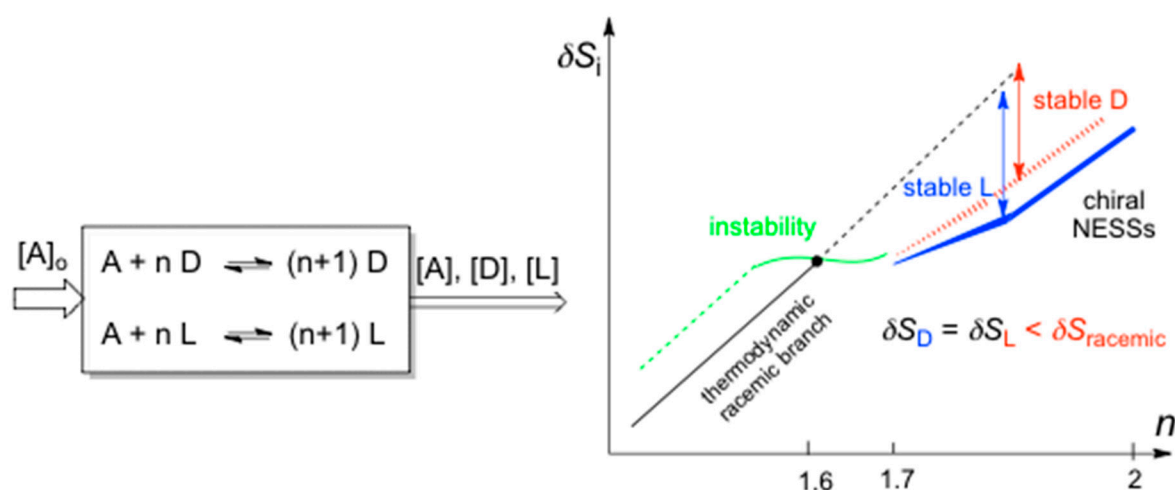 [A]o
A + n D ⇌ (n+1) D
A + n L ⇌ (n+1) L
[A], [D], [L]
δSi
instability
thermodynamic
racemic branch
stable D
stable L
chiral
NESSs
δSD = δSL < δSracemic
n
1.6
1.7
2